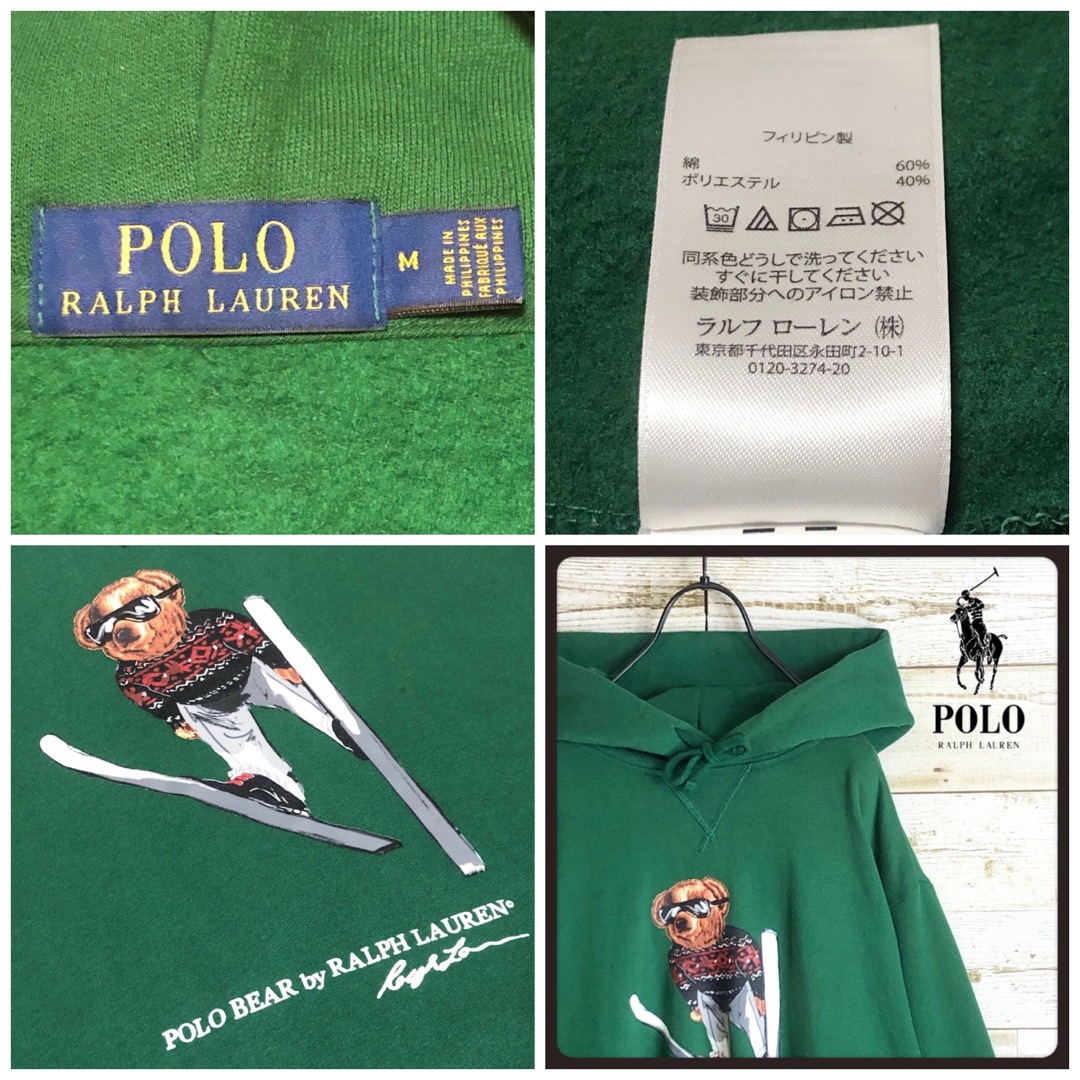 POLO
RALPH LAUREN
M
MADE IN
PHILIPPINES
FABRIQUÉ AUX
PHILIPPINES
フィリピン製
綿 60%
ポリエステル 40%
30
同系色どうしで洗ってください
すぐに干してください
装飾部分へのアイロン禁止
ラルフ ローレン (株)
東京都千代田区永田町2-10-1
0120-3274-20
POLO BEAR by RALPH LAUREN©
Ralph Lauren
POLO
RALPH LAUREN